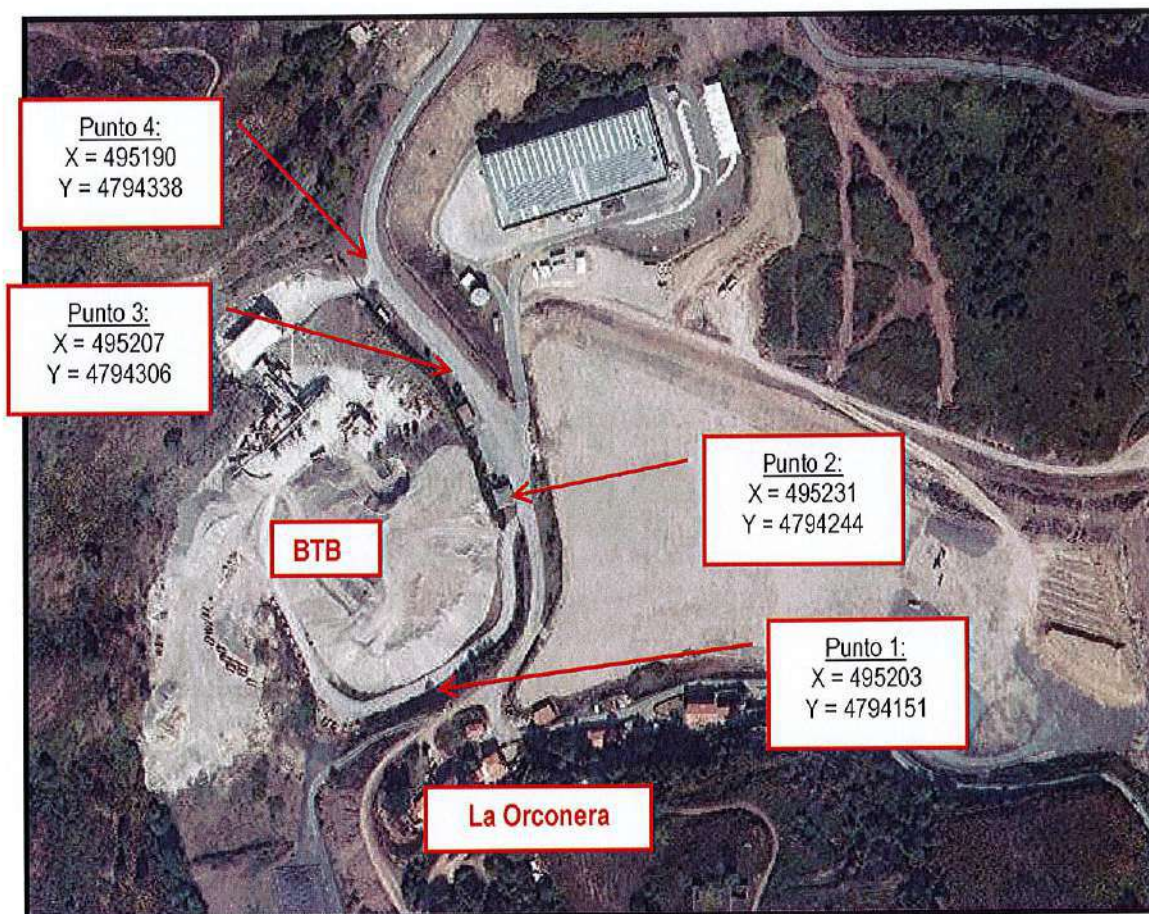 Punto 4:
X = 495190
Y = 4794338
Punto 3:
X = 495207
Y = 4794306
Punto 2:
X = 495231
Y = 4794244
BTB
Punto 1:
X = 495203
Y = 4794151
La Orconera